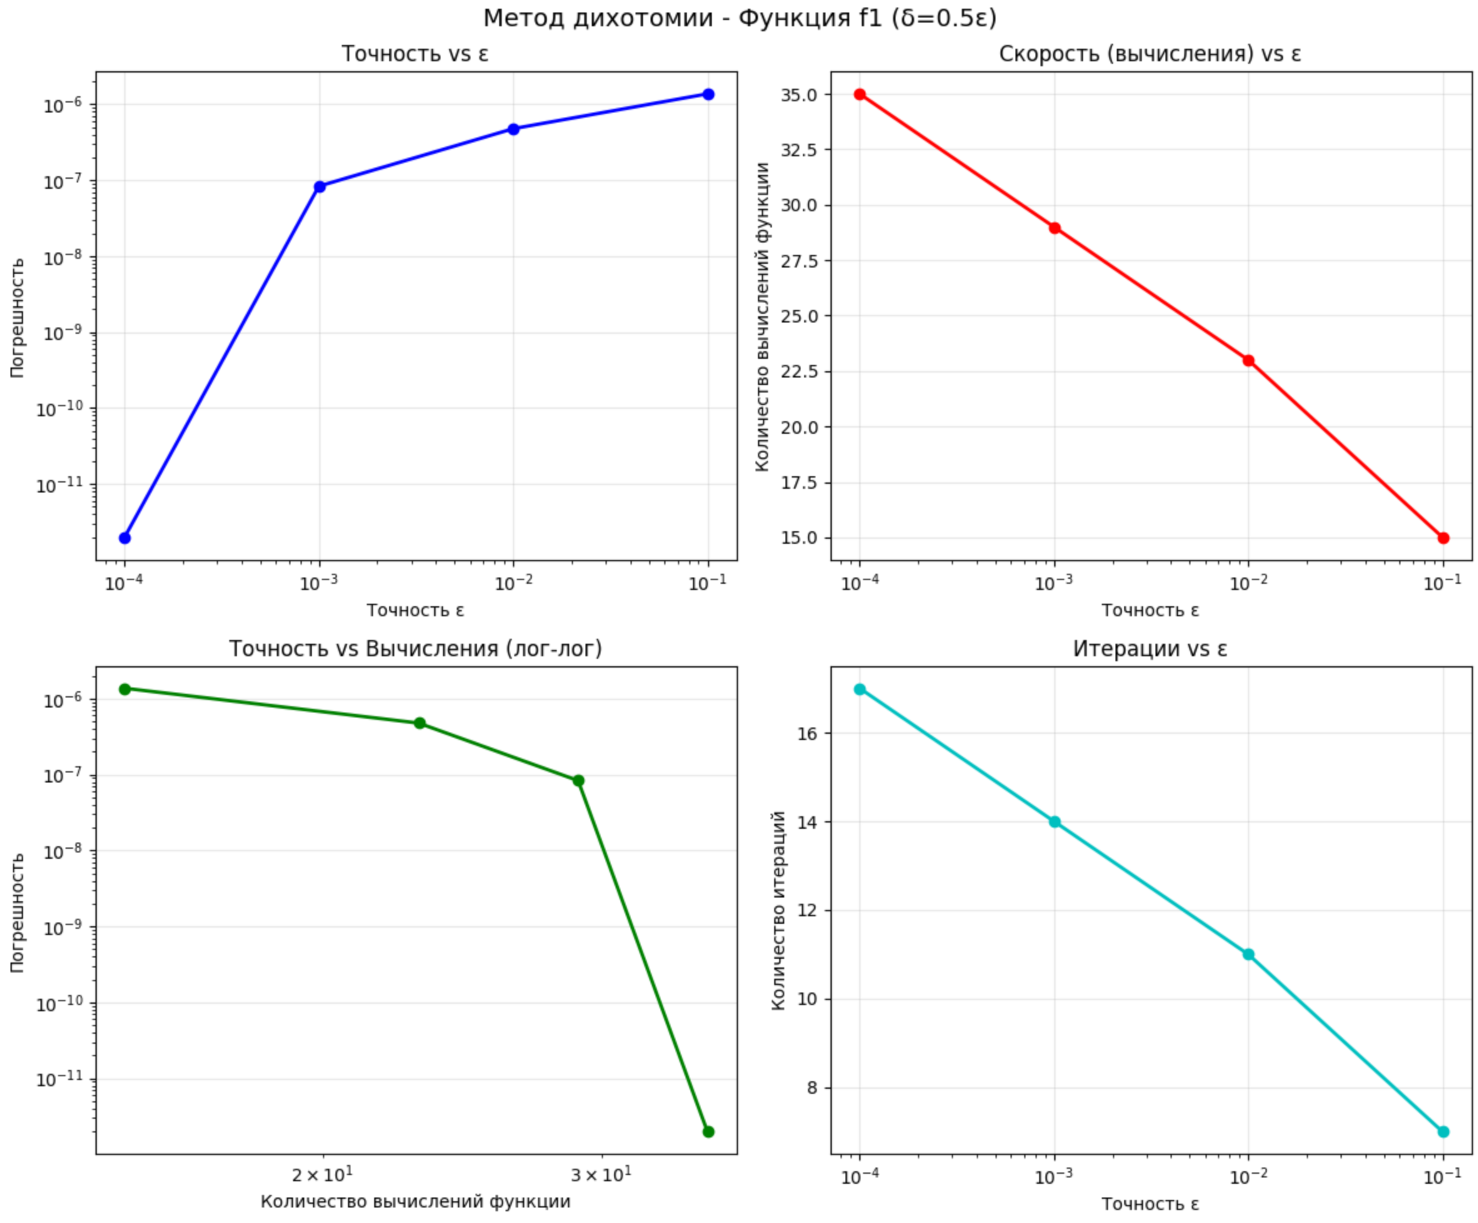 Метод дихотомии - Функция f1 (δ=0.5ε)
Точность vs ε
Погрешность
10⁻⁶
10⁻⁷
10⁻⁸
10⁻⁹
10⁻¹⁰
10⁻¹¹
10⁻⁴ 10⁻³ 10⁻² 10⁻¹
Точность ε
Скорость (вычисления) vs ε
Количество вычислений функции
35.0
32.5
30.0
27.5
25.0
22.5
20.0
17.5
15.0
10⁻⁴ 10⁻³ 10⁻² 10⁻¹
Точность ε
Точность vs Вычисления (лог-лог)
Погрешность
10⁻⁶
10⁻⁷
10⁻⁸
10⁻⁹
10⁻¹⁰
10⁻¹¹
2 × 10¹ 3 × 10¹
Количество вычислений функции
Итерации vs ε
Количество итераций
16
14
12
10
8
10⁻⁴ 10⁻³ 10⁻² 10⁻¹
Точность ε